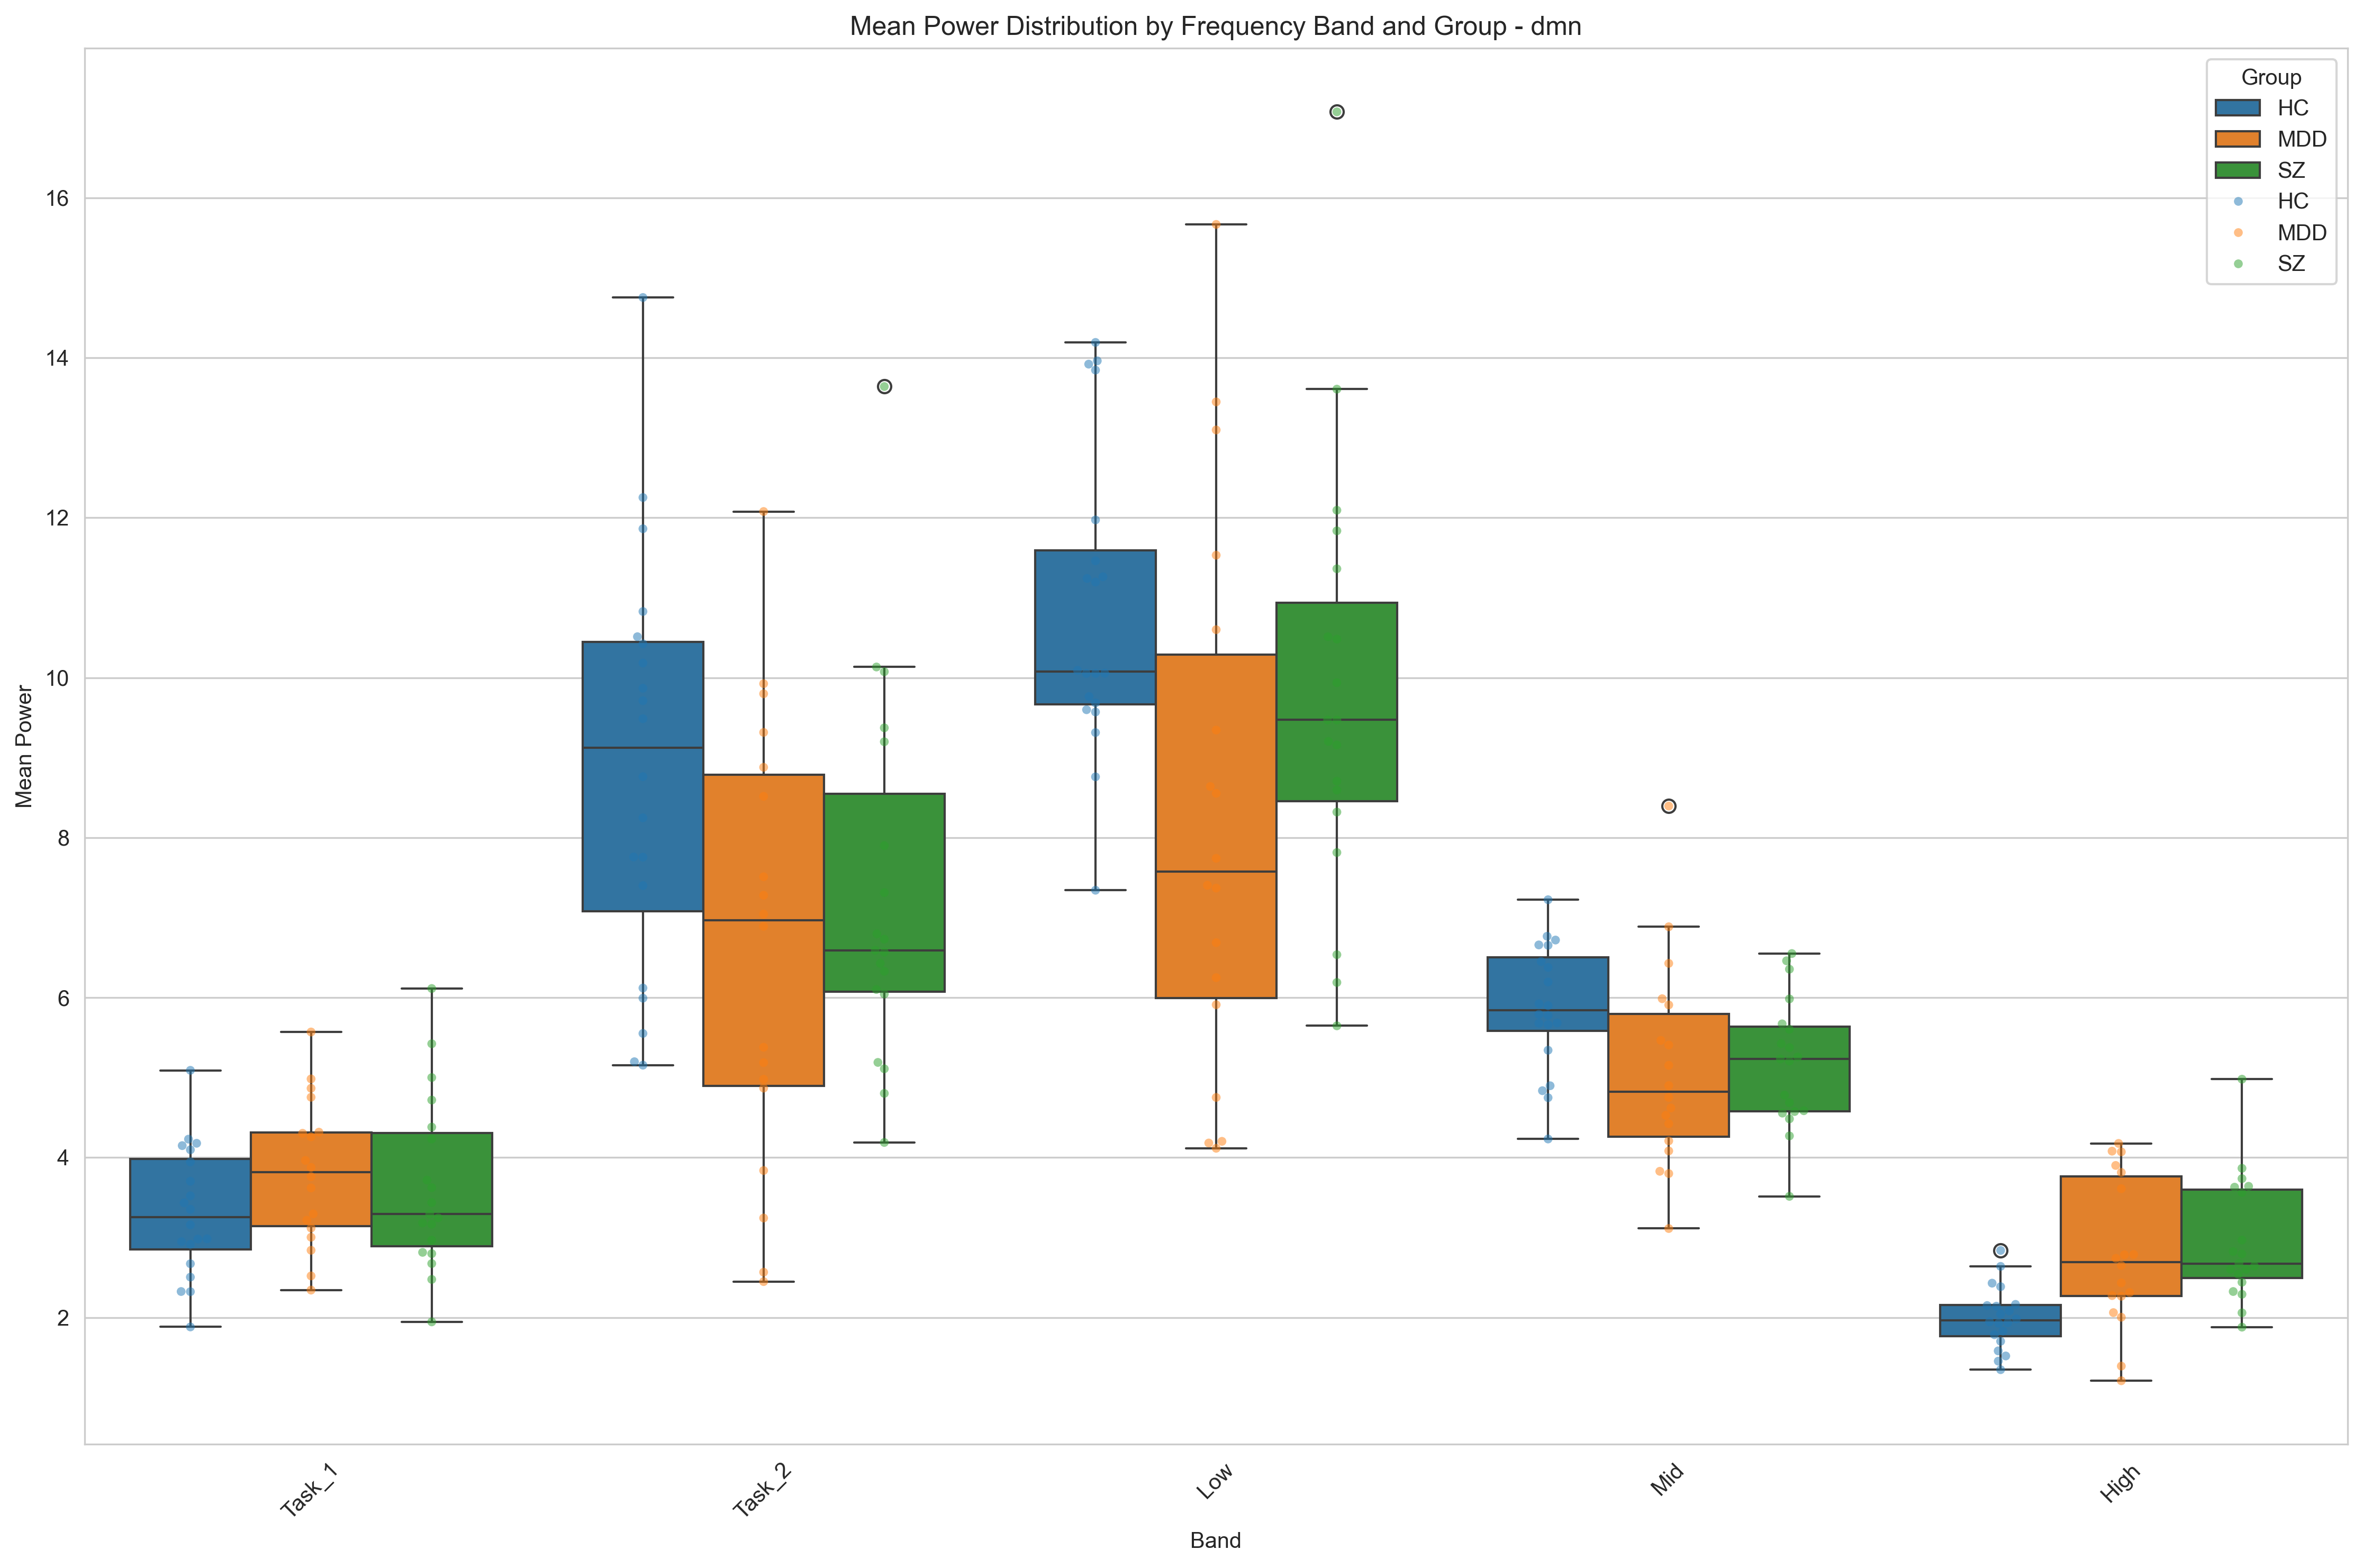 Mean Power Distribution by Frequency Band and Group - dmn
Group
HC
MDD
SZ
HC
MDD
SZ
Mean Power
16
14
12
10
8
6
4
2
Task_1
Task_2
Low
Mid
High
Band